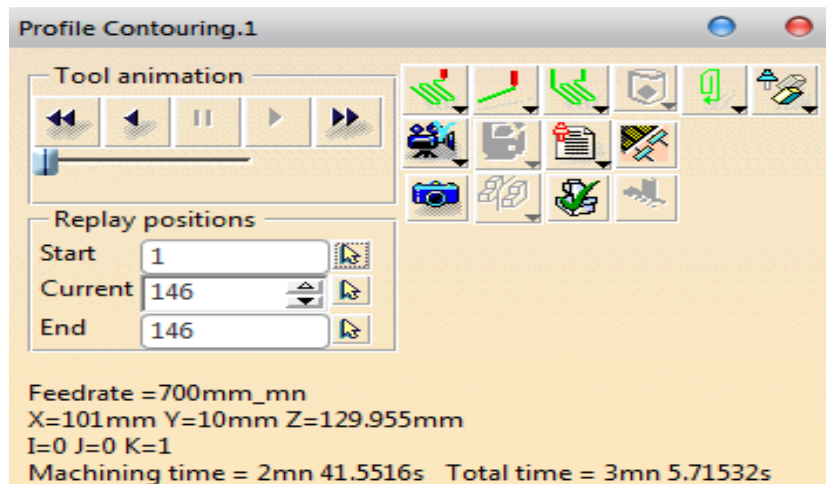 Profile Contouring.1
Tool animation
Replay positions
Start 1
Current 146
End 146
Feedrate =700mm_mn
X=101mm Y=10mm Z=129.955mm
I=0 J=0 K=1
Machining time = 2mn 41.5516s Total time = 3mn 5.71532s